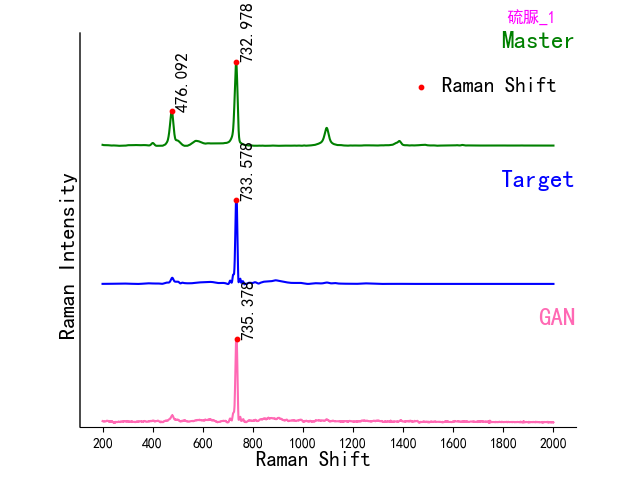 硫脲_1
Master
732.978
476.092
Raman Shift
733.578
Target
735.378
GAN
Raman Intensity
200 400 600 800 1000 1200 1400 1600 1800 2000
Raman Shift